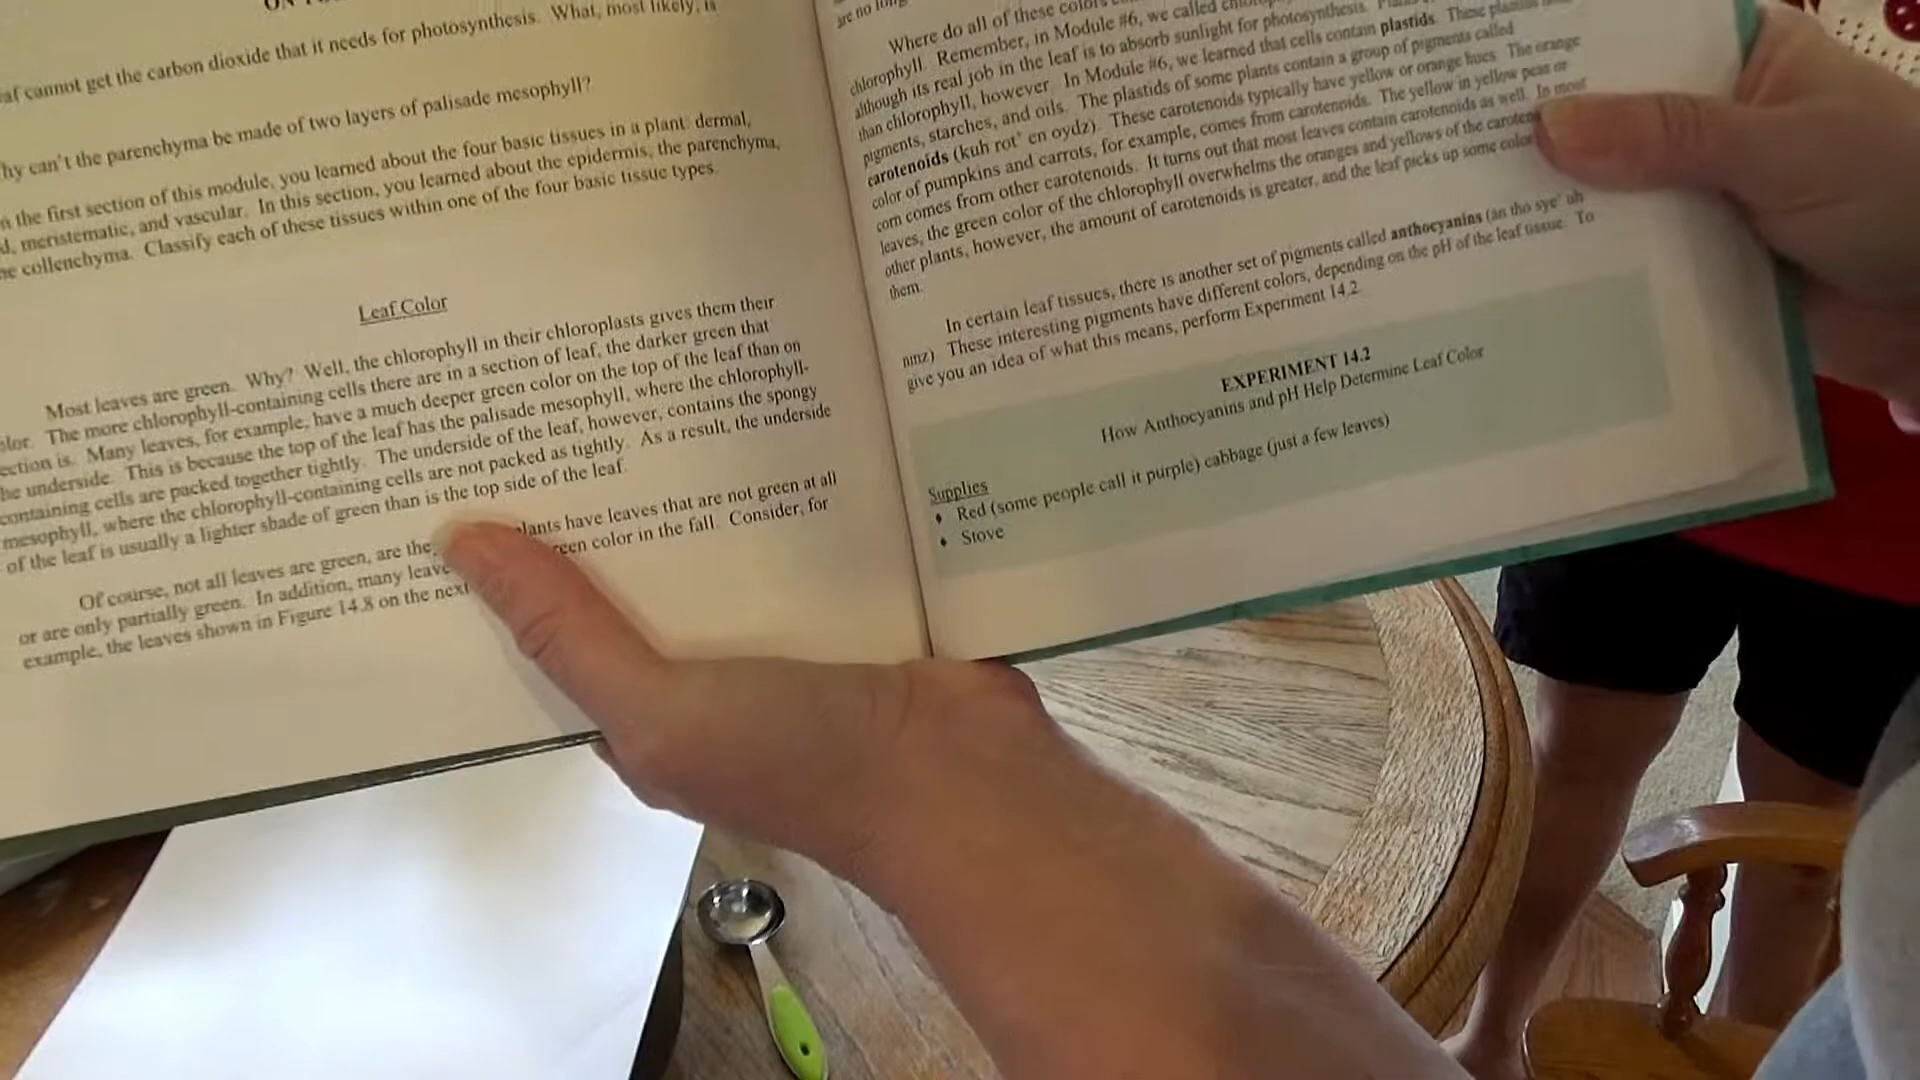 ON
af cannot get the carbon dioxide that it needs for photosynthesis. What, most likely, is
hy can't the parenchyma be made of two layers of palisade mesophyll?
n the first section of this module, you learned about the four basic tissues in a plant: dermal,
d, meristematic, and vascular. In this section, you learned about the epidermis, the parenchyma,
he collenchyma. Classify each of these tissues within one of the four basic tissue types.
Leaf Color
Most leaves are green. Why? Well, the chlorophyll in their chloroplasts gives them their
olor. The more chlorophyll-containing cells there are in a section of leaf, the darker green that
ection is. Many leaves, for example, have a much deeper green color on the top of the leaf than on
he underside. This is because the top of the leaf has the palisade mesophyll, where the chlorophyll-
containing cells are packed together tightly. The underside of the leaf, however, contains the spongy
mesophyll, where the chlorophyll-containing cells are not packed as tightly. As a result, the underside
of the leaf is usually a lighter shade of green than is the top side of the leaf.
Of course, not all leaves are green, are the plants have leaves that are not green at all
or are only partially green. In addition, many leave een color in the fall. Consider, for
example, the leaves shown in Figure 14.8 on the next
are no long
Where do all of these colors
chlorophyll. Remember, in Module #6, we called
although its real job in the leaf is to absorb sunlight for photosynthesis.
than chlorophyll, however. In Module #6, we learned that cells contain plastids. These
pigments, starches, and oils. The plastids of some plants contain a group of pigments called
carotenoids (kuh rot' en oydz). These carotenoids typically have yellow or orange hues. The orange
color of pumpkins and carrots, for example, comes from carotenoids. The yellow in yellow peas or
corn comes from other carotenoids. It turns out that most leaves contain carotenoids as well. In most
leaves, the green color of the chlorophyll overwhelms the oranges and yellows of the caroten
other plants, however, the amount of carotenoids is greater, and the leaf picks up some color
them.
In certain leaf tissues, there is another set of pigments called anthocyanins (an tho sye' uh
ninz). These interesting pigments have different colors, depending on the pH of the leaf tissue. To
give you an idea of what this means, perform Experiment 14.2.
EXPERIMENT 14.2
How Anthocyanins and pH Help Determine Leaf Color
Supplies
♦ Red (some people call it purple) cabbage (just a few leaves)
♦ Stove